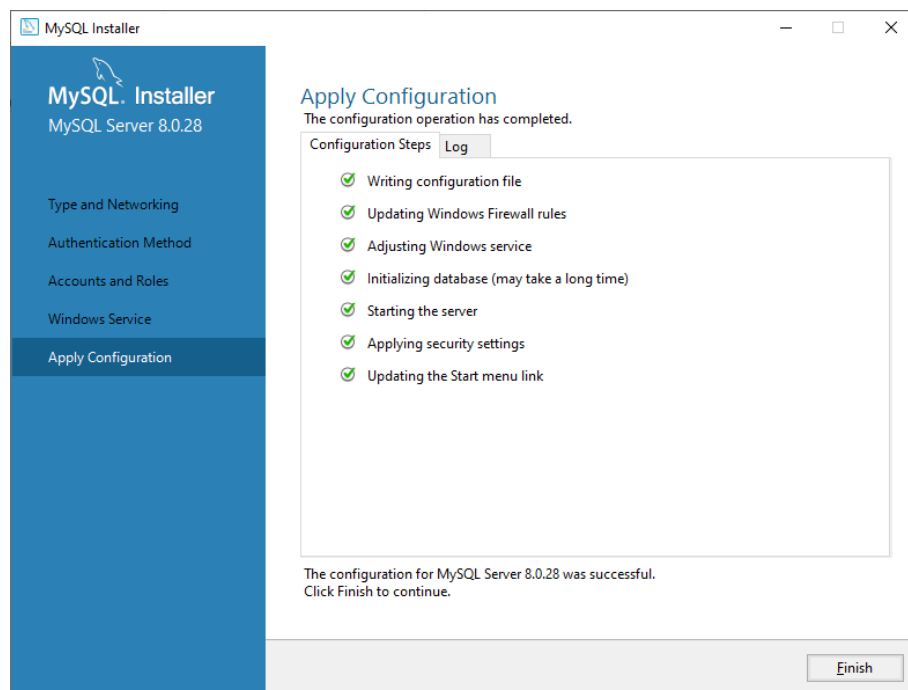 MySQL Installer
MySQL. Installer
MySQL Server 8.0.28
Type and Networking
Authentication Method
Accounts and Roles
Windows Service
Apply Configuration
Apply Configuration
The configuration operation has completed.
Configuration Steps
Log
Writing configuration file
Updating Windows Firewall rules
Adjusting Windows service
Initializing database (may take a long time)
Starting the server
Applying security settings
Updating the Start menu link
The configuration for MySQL Server 8.0.28 was successful.
Click Finish to continue.
Finish